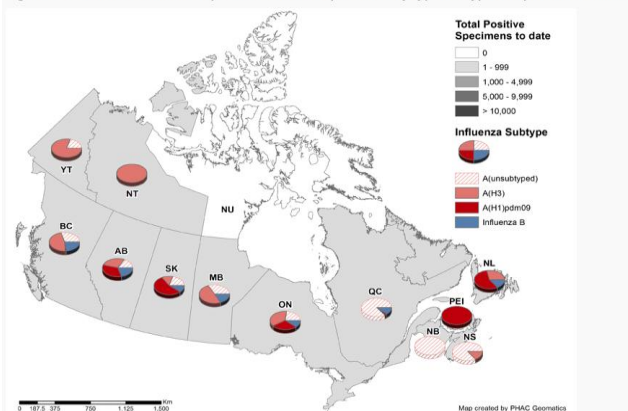 Total Positive
Specimens to date
0
1 - 999
1,000 - 4,999
5,000 - 9,999
> 10,000
Influenza Subtype
A(unsubtyped)
A(H3)
A(H1)pdm09
Influenza B
YT
NT
NU
BC
AB
SK
MB
ON
QC
NL
PEI
NB
NS
Km
0 187.5 375 750 1,125 1,500
Map created by PHAC Geomatics